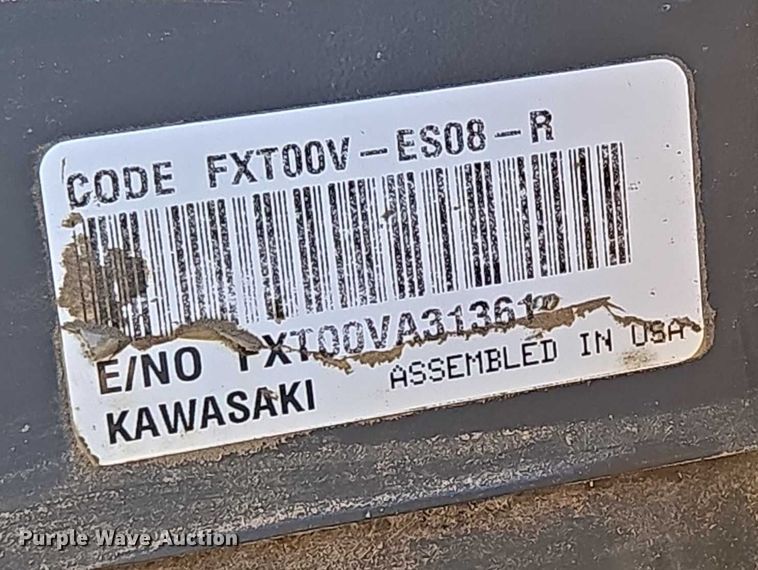 CODE FXT00V-ES08-R
E/NO FXT00VA31361
KAWASAKI ASSEMBLED IN USA
Purple Wave Auction